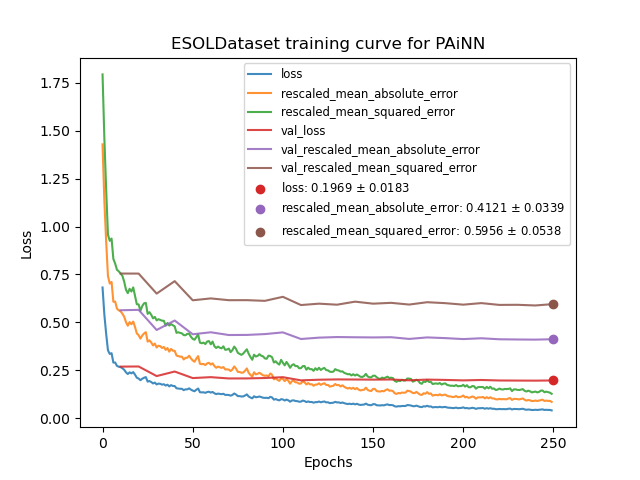 ESOLDataset training curve for PAiNN
loss
rescaled_mean_absolute_error
rescaled_mean_squared_error
val_loss
val_rescaled_mean_absolute_error
val_rescaled_mean_squared_error
loss: 0.1969 ± 0.0183
rescaled_mean_absolute_error: 0.4121 ± 0.0339
rescaled_mean_squared_error: 0.5956 ± 0.0538
Loss
1.75
1.50
1.25
1.00
0.75
0.50
0.25
0.00
0 50 100 150 200 250
Epochs